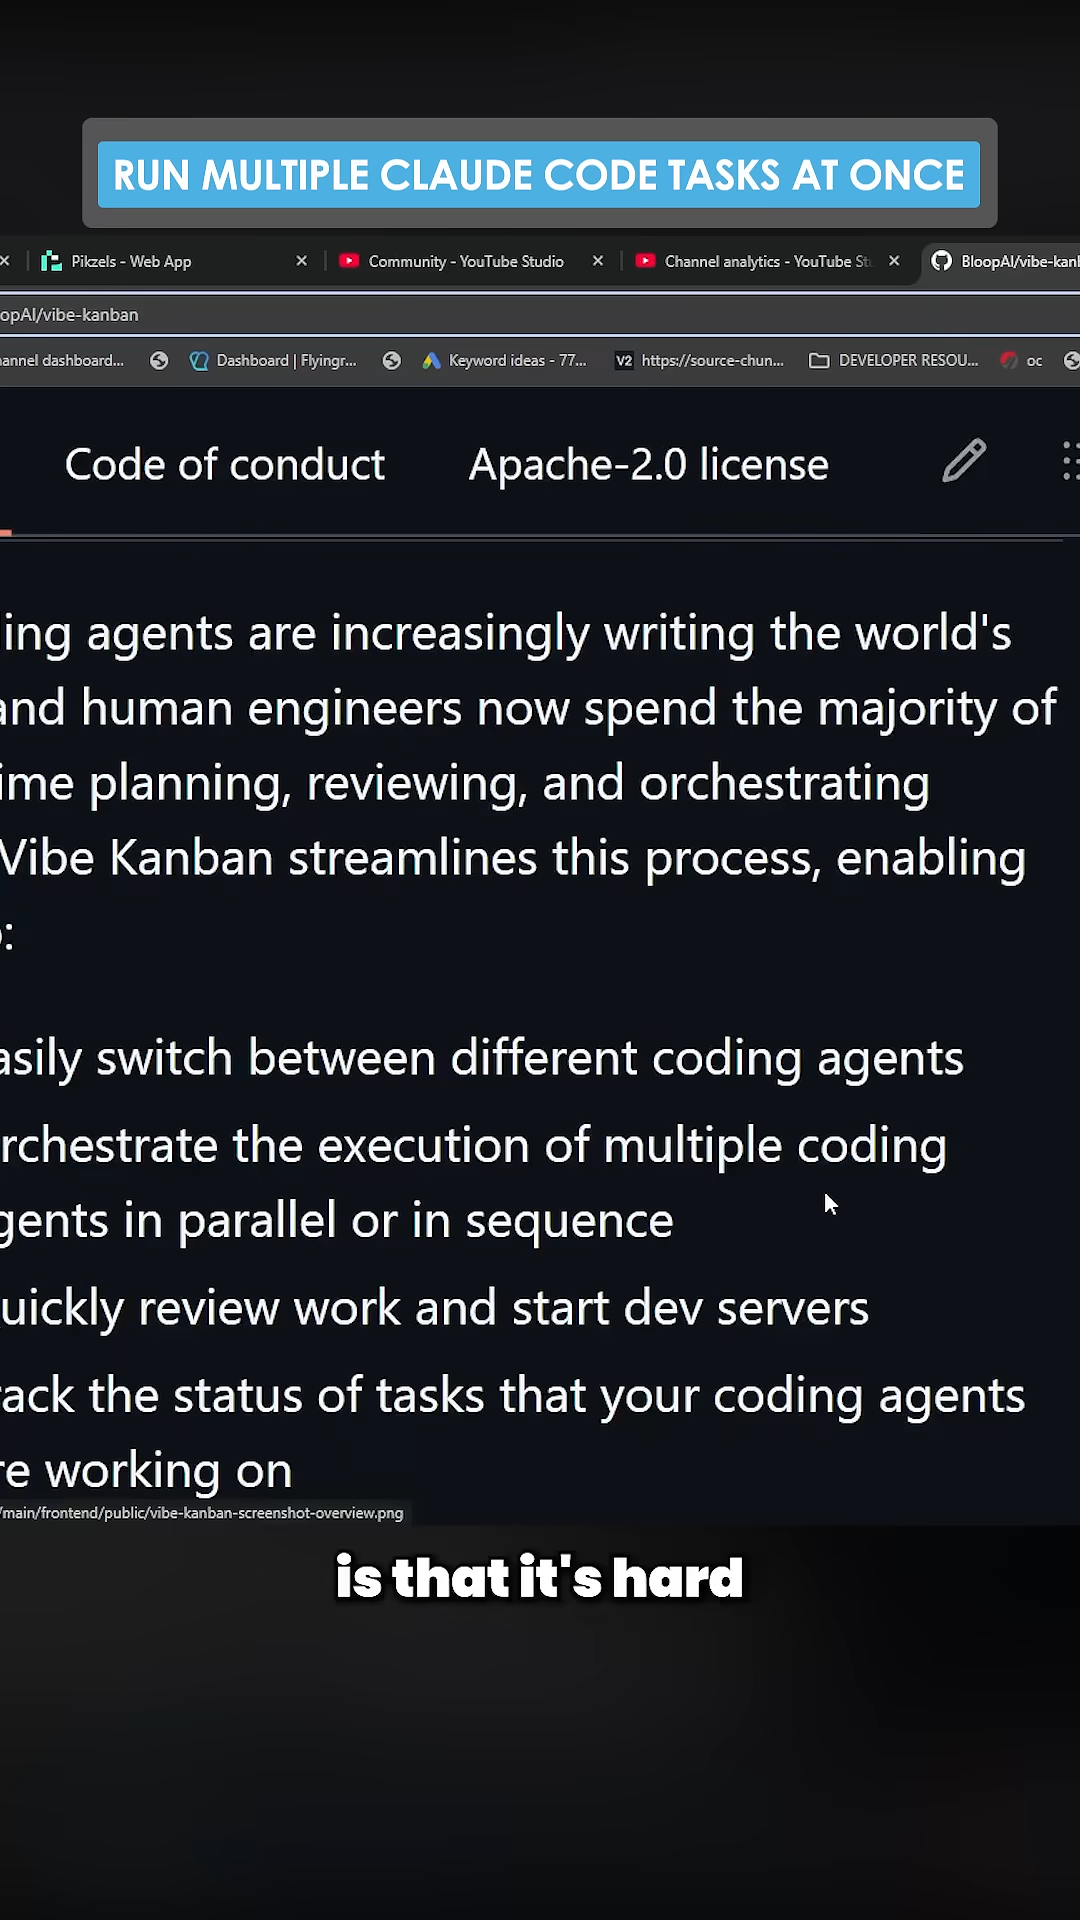 RUN MULTIPLE CLAUDE CODE TASKS AT ONCE
Pikzels - Web App
Community - YouTube Studio
Channel analytics - YouTube St
BloopAI/vibe-kanb
opAI/vibe-kanban
annel dashboard...
Dashboard | Flyingr...
Keyword ideas - 77...
V2 https://source-chun...
DEVELOPER RESOU...
oc
Code of conduct
Apache-2.0 license
ing agents are increasingly writing the world's
and human engineers now spend the majority of
ime planning, reviewing, and orchestrating
Vibe Kanban streamlines this process, enabling
o:
asily switch between different coding agents
rchestrate the execution of multiple coding
gents in parallel or in sequence
uickly review work and start dev servers
rack the status of tasks that your coding agents
re working on
/main/frontend/public/vibe-kanban-screenshot-overview.png
is that it's hard